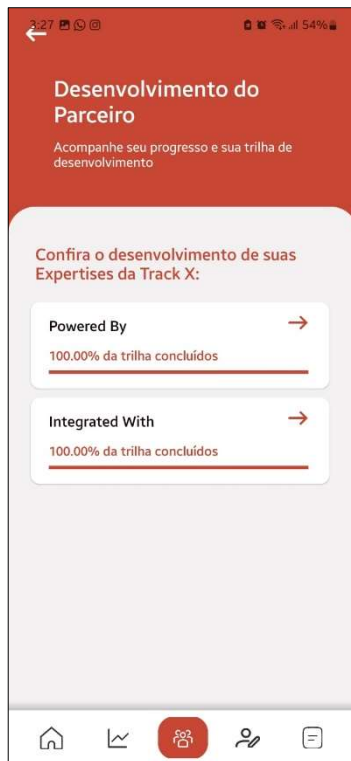 3:27
54%
Desenvolvimento do
Parceiro
Acompanhe seu progresso e sua trilha de
desenvolvimento
Confira o desenvolvimento de suas
Expertises da Track X:
Powered By
100.00% da trilha concluídos
Integrated With
100.00% da trilha concluídos